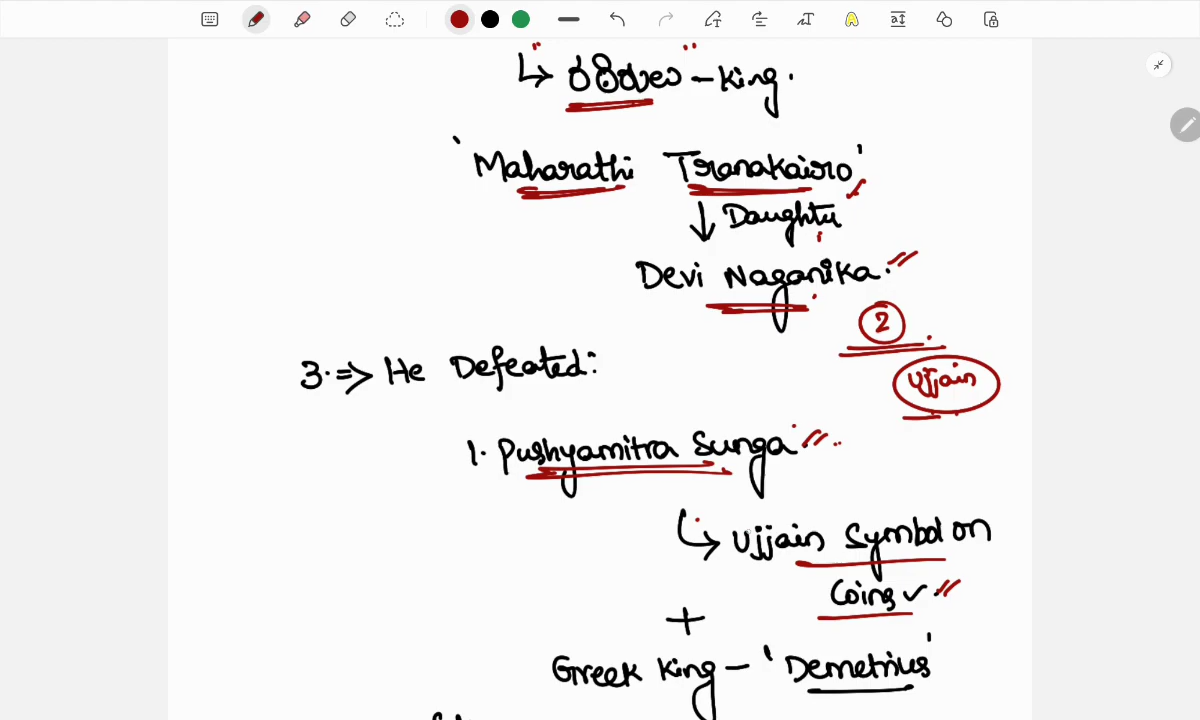 ↳ రఠికులు - King.
'Maharathi Tranakairo'
↓ Daughter
Devi Naganika.
2
Ujjain
3. => He Defeated:
1. Pushyamitra Sunga
↳ Ujjain Symbol on
Coins ✓
+
Greek King - 'Demetrius'